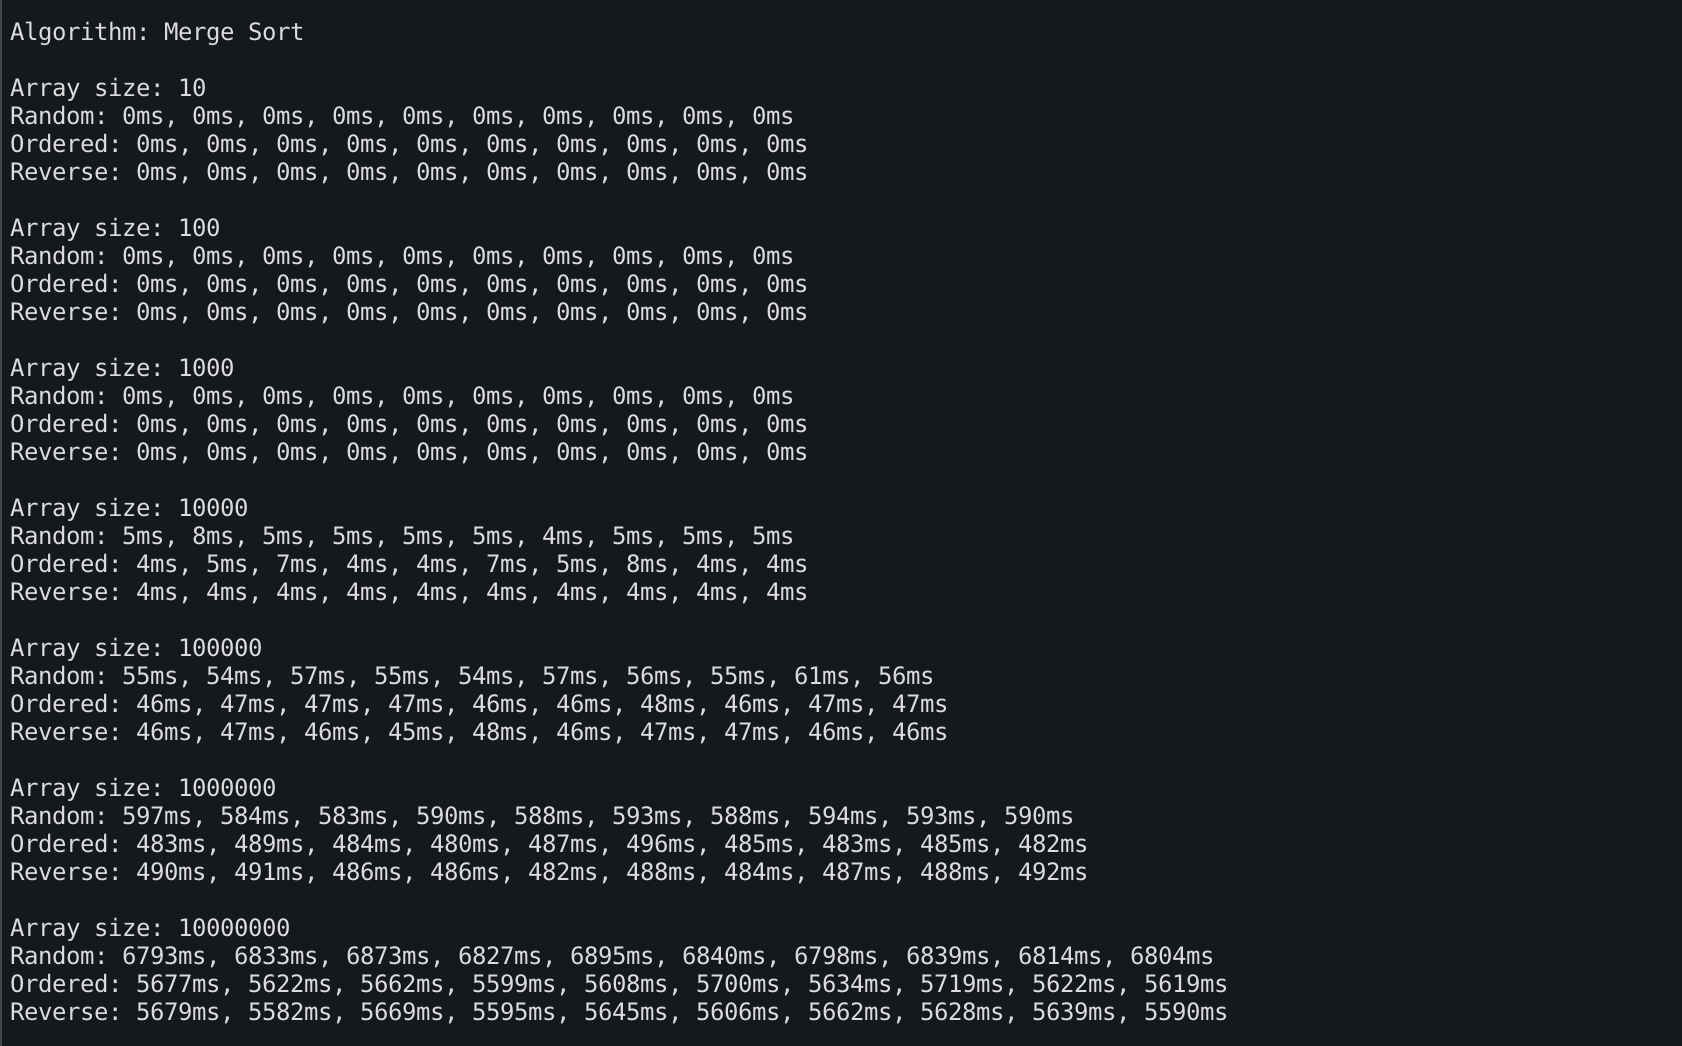 Algorithm: Merge Sort
Array size: 10
Random: 0ms, 0ms, 0ms, 0ms, 0ms, 0ms, 0ms, 0ms, 0ms, 0ms
Ordered: 0ms, 0ms, 0ms, 0ms, 0ms, 0ms, 0ms, 0ms, 0ms, 0ms
Reverse: 0ms, 0ms, 0ms, 0ms, 0ms, 0ms, 0ms, 0ms, 0ms, 0ms
Array size: 100
Random: 0ms, 0ms, 0ms, 0ms, 0ms, 0ms, 0ms, 0ms, 0ms, 0ms
Ordered: 0ms, 0ms, 0ms, 0ms, 0ms, 0ms, 0ms, 0ms, 0ms, 0ms
Reverse: 0ms, 0ms, 0ms, 0ms, 0ms, 0ms, 0ms, 0ms, 0ms, 0ms
Array size: 1000
Random: 0ms, 0ms, 0ms, 0ms, 0ms, 0ms, 0ms, 0ms, 0ms, 0ms
Ordered: 0ms, 0ms, 0ms, 0ms, 0ms, 0ms, 0ms, 0ms, 0ms, 0ms
Reverse: 0ms, 0ms, 0ms, 0ms, 0ms, 0ms, 0ms, 0ms, 0ms, 0ms
Array size: 10000
Random: 5ms, 8ms, 5ms, 5ms, 5ms, 5ms, 4ms, 5ms, 5ms, 5ms
Ordered: 4ms, 5ms, 7ms, 4ms, 4ms, 7ms, 5ms, 8ms, 4ms, 4ms
Reverse: 4ms, 4ms, 4ms, 4ms, 4ms, 4ms, 4ms, 4ms, 4ms, 4ms
Array size: 100000
Random: 55ms, 54ms, 57ms, 55ms, 54ms, 57ms, 56ms, 55ms, 61ms, 56ms
Ordered: 46ms, 47ms, 47ms, 47ms, 46ms, 46ms, 48ms, 46ms, 47ms, 47ms
Reverse: 46ms, 47ms, 46ms, 45ms, 48ms, 46ms, 47ms, 47ms, 46ms, 46ms
Array size: 1000000
Random: 597ms, 584ms, 583ms, 590ms, 588ms, 593ms, 588ms, 594ms, 593ms, 590ms
Ordered: 483ms, 489ms, 484ms, 480ms, 487ms, 496ms, 485ms, 483ms, 485ms, 482ms
Reverse: 490ms, 491ms, 486ms, 486ms, 482ms, 488ms, 484ms, 487ms, 488ms, 492ms
Array size: 10000000
Random: 6793ms, 6833ms, 6873ms, 6827ms, 6895ms, 6840ms, 6798ms, 6839ms, 6814ms, 6804ms
Ordered: 5677ms, 5622ms, 5662ms, 5599ms, 5608ms, 5700ms, 5634ms, 5719ms, 5622ms, 5619ms
Reverse: 5679ms, 5582ms, 5669ms, 5595ms, 5645ms, 5606ms, 5662ms, 5628ms, 5639ms, 5590ms